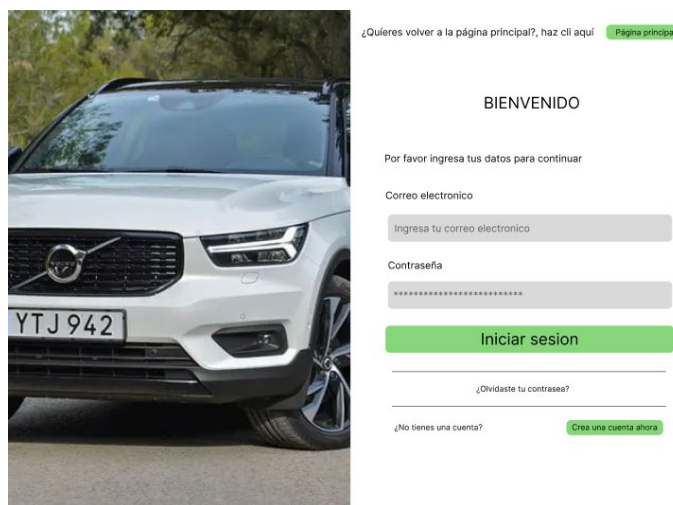 ¿Quíeres volver a la página principal?, haz cli aquí
Página principa
BIENVENIDO
Por favor ingresa tus datos para continuar
Correo electronico
Ingresa tu correo electronico
Contraseña
**************************
Iniciar sesion
¿Olvidaste tu contrasea?
¿No tienes una cuenta?
Crea una cuenta ahora
VOLVO
YTJ 942